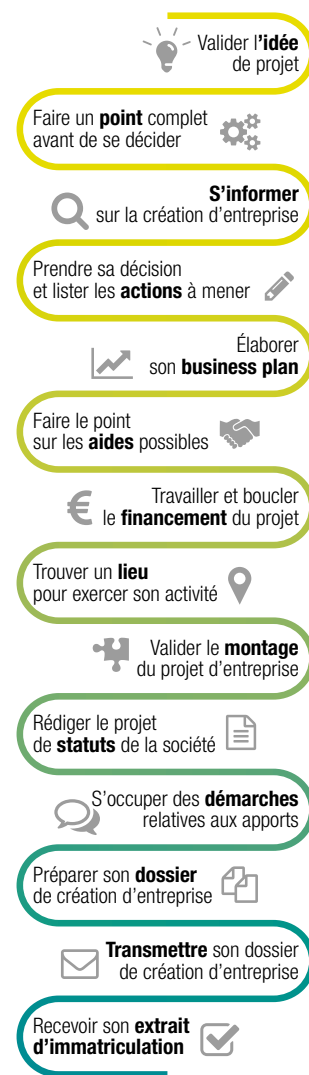 Valider l'idée
de projet
Faire un point complet
avant de se décider
S'informer
sur la création d'entreprise
Prendre sa décision
et lister les actions à mener
Élaborer
son business plan
Faire le point
sur les aides possibles
€
Travailler et boucler
le financement du projet
Trouver un lieu
pour exercer son activité
Valider le montage
du projet d'entreprise
Rédiger le projet
de statuts de la société
S'occuper des démarches
relatives aux apports
Préparer son dossier
de création d'entreprise
Transmettre son dossier
de création d'entreprise
Recevoir son extrait
d'immatriculation